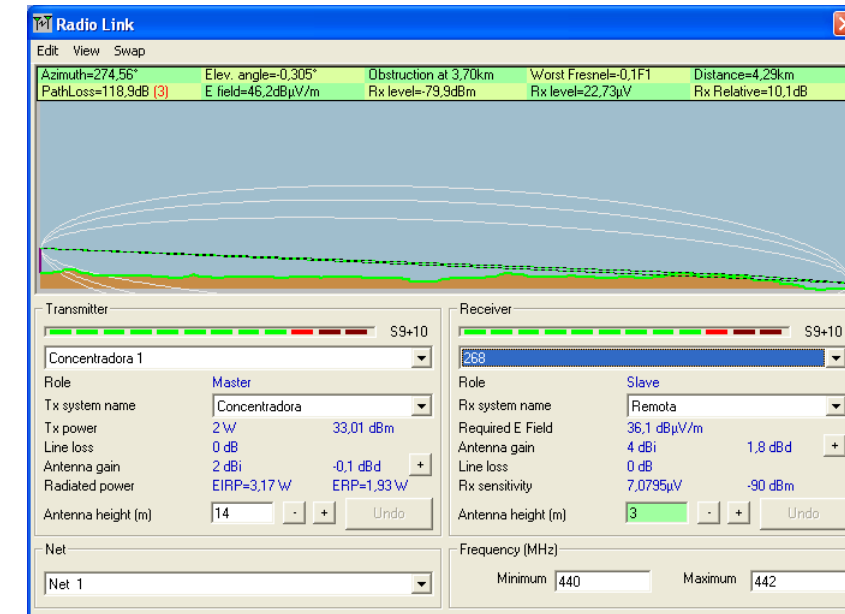 Radio Link
Edit View Swap
Azimuth=274,56° Elev. angle=-0,305° Obstruction at 3,70km Worst Fresnel=-0,1F1 Distance=4,29km
PathLoss=118,9dB (3) E field=46,2dBµV/m Rx level=-79,9dBm Rx level=22,73µV Rx Relative=10,1dB
Transmitter
S9+10
Concentradora 1
Role Master
Tx system name Concentradora
Tx power 2 W 33,01 dBm
Line loss 0 dB
Antenna gain 2 dBi -0,1 dBd +
Radiated power EIRP=3,17 W ERP=1,93 W
Antenna height (m) 14 - + Undo
Net
Net 1
Receiver
S9+10
268
Role Slave
Rx system name Remota
Required E Field 36,1 dBµV/m
Antenna gain 4 dBi 1,8 dBd +
Line loss 0 dB
Rx sensitivity 7,0795µV -90 dBm
Antenna height (m) 3 - + Undo
Frequency (MHz)
Minimum 440 Maximum 442